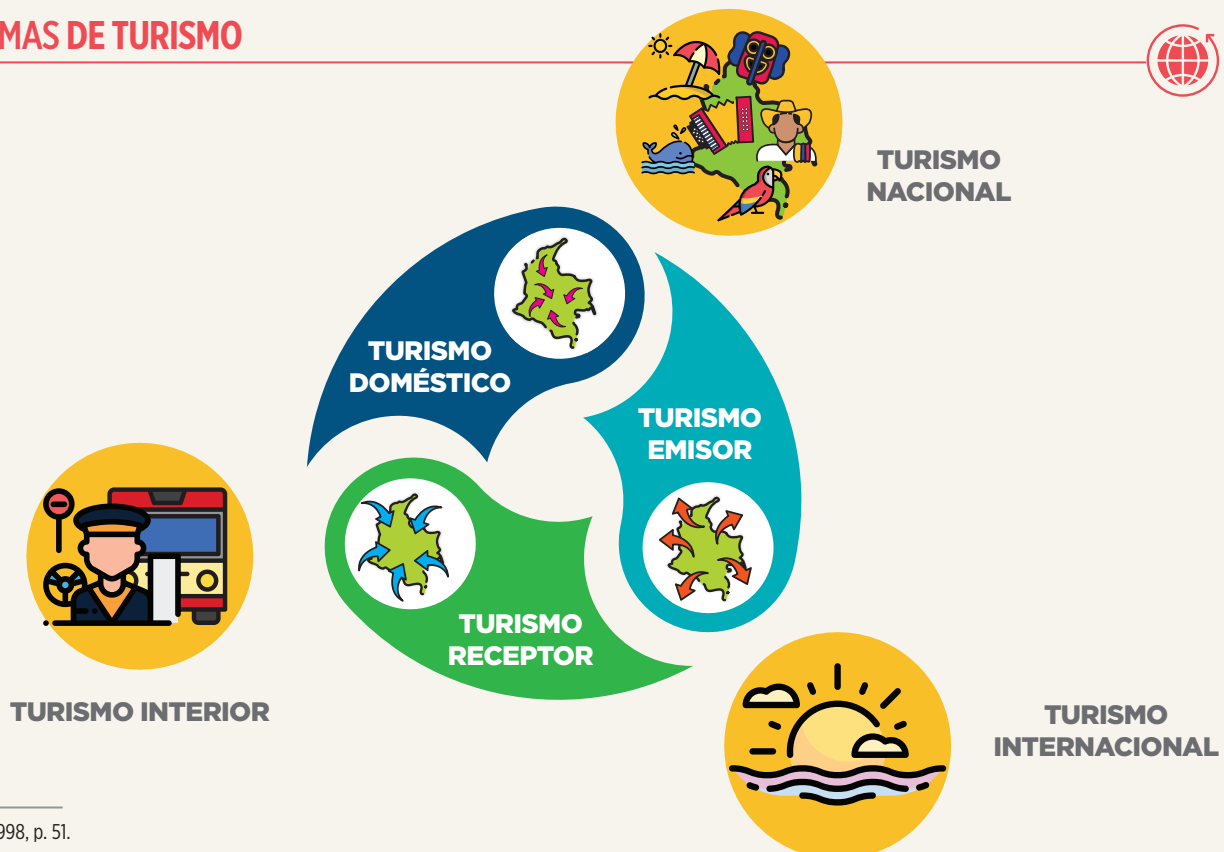 MAS DE TURISMO
TURISMO
NACIONAL
TURISMO
DOMÉSTICO
TURISMO
EMISOR
TURISMO
RECEPTOR
TURISMO INTERIOR
TURISMO
INTERNACIONAL
998, p. 51.